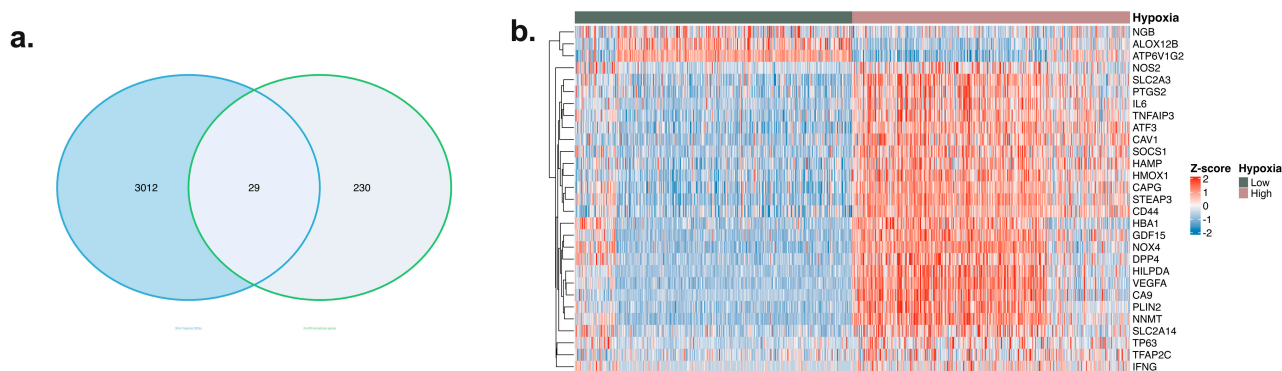 a.
3012
29
230
b.
Hypoxia
NGB
ALOX12B
ATP6V1G2
NOS2
SLC2A3
PTGS2
IL6
TNFAIP3
ATF3
CAV1
SOCS1
HAMP
HMOX1
CAPG
STEAP3
CD44
HBA1
GDF15
NOX4
DPP4
HILPDA
VEGFA
CA9
PLIN2
NNMT
SLC2A14
TP63
TFAP2C
IFNG
Z-score Hypoxia
2 Low
1 High
0
-1
-2